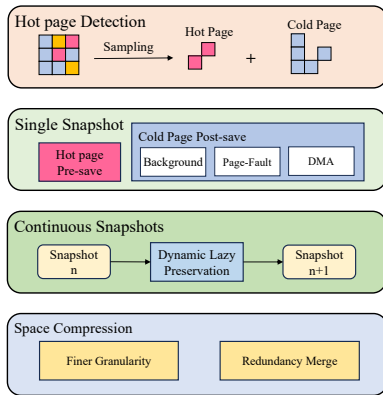 Hot page Detection
Sampling
Hot Page
+
Cold Page
Single Snapshot
Hot page
Pre-save
Cold Page Post-save
Background
Page-Fault
DMA
Continuous Snapshots
Snapshot
n
Dynamic Lazy
Preservation
Snapshot
n+1
Space Compression
Finer Granularity
Redundancy Merge